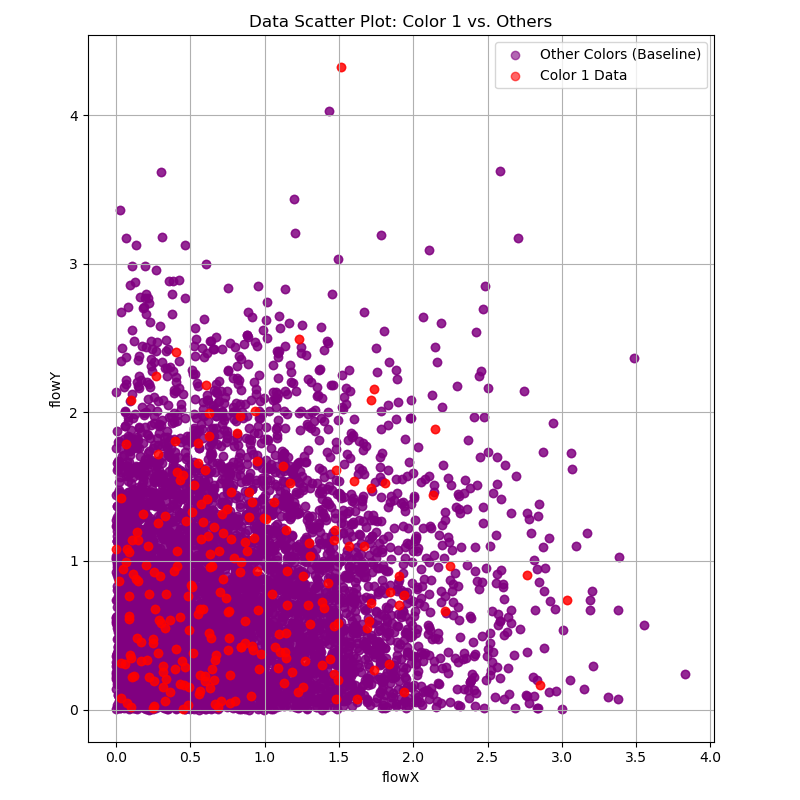 Data Scatter Plot: Color 1 vs. Others
Other Colors (Baseline)
Color 1 Data
flowY
4
3
2
1
0
0.0 0.5 1.0 1.5 2.0 2.5 3.0 3.5 4.0
flowX